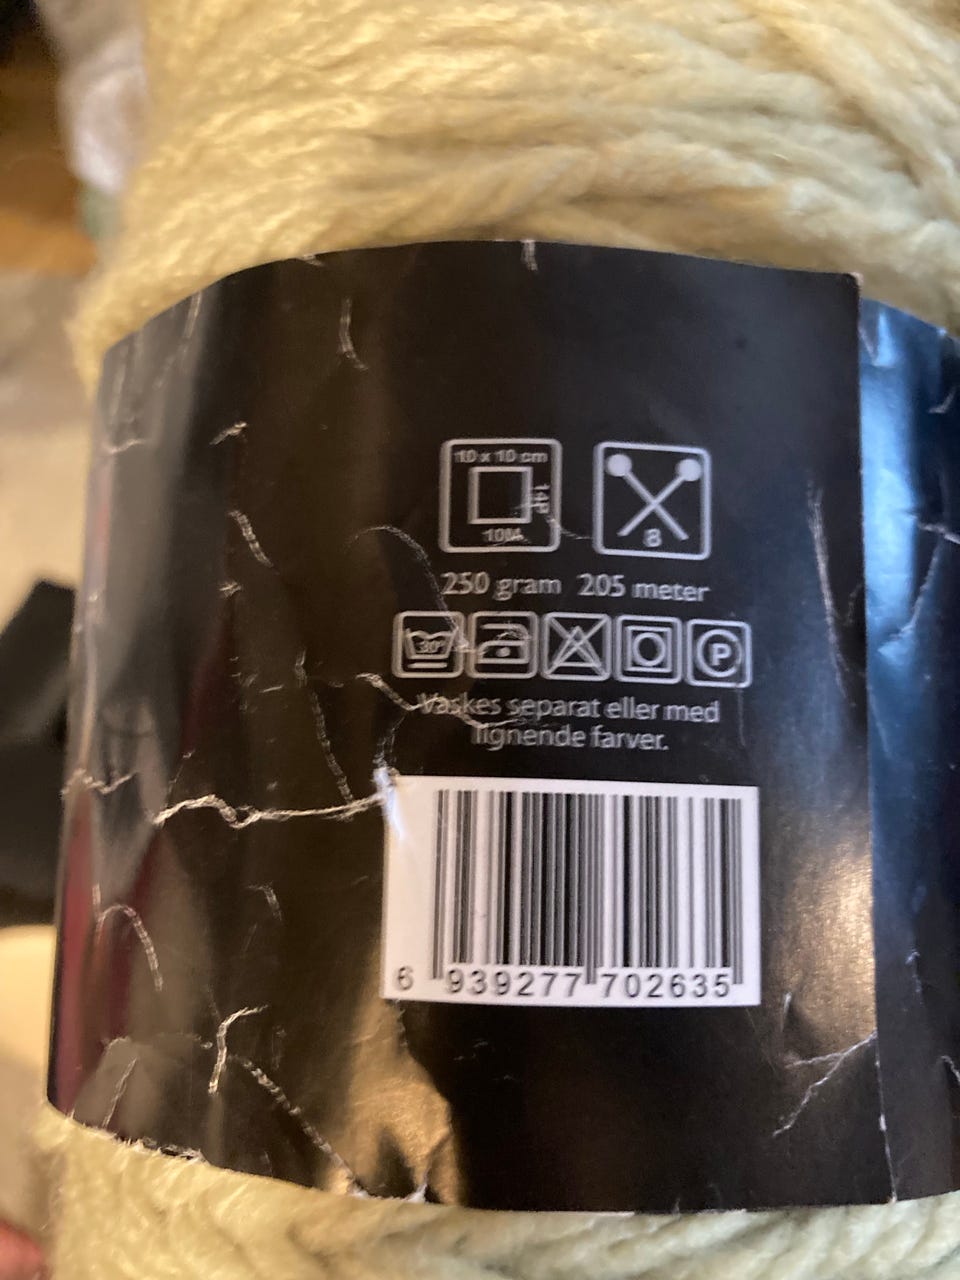 10 x 10 cm
14P
10M
8
250 gram 205 meter
30°
P
Vaskes separat eller med
lignende farver.
6 939277 702635